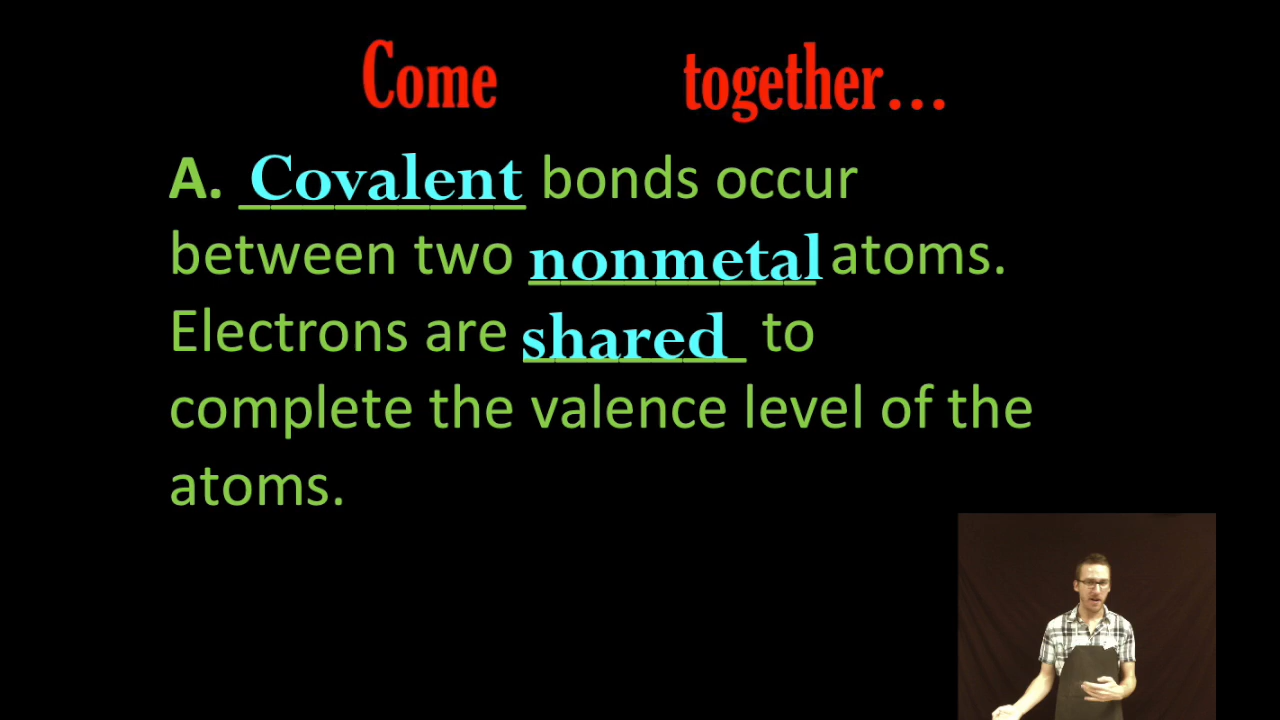 Come together...
A. Covalent bonds occur
between two nonmetal atoms.
Electrons are shared to
complete the valence level of the
atoms.